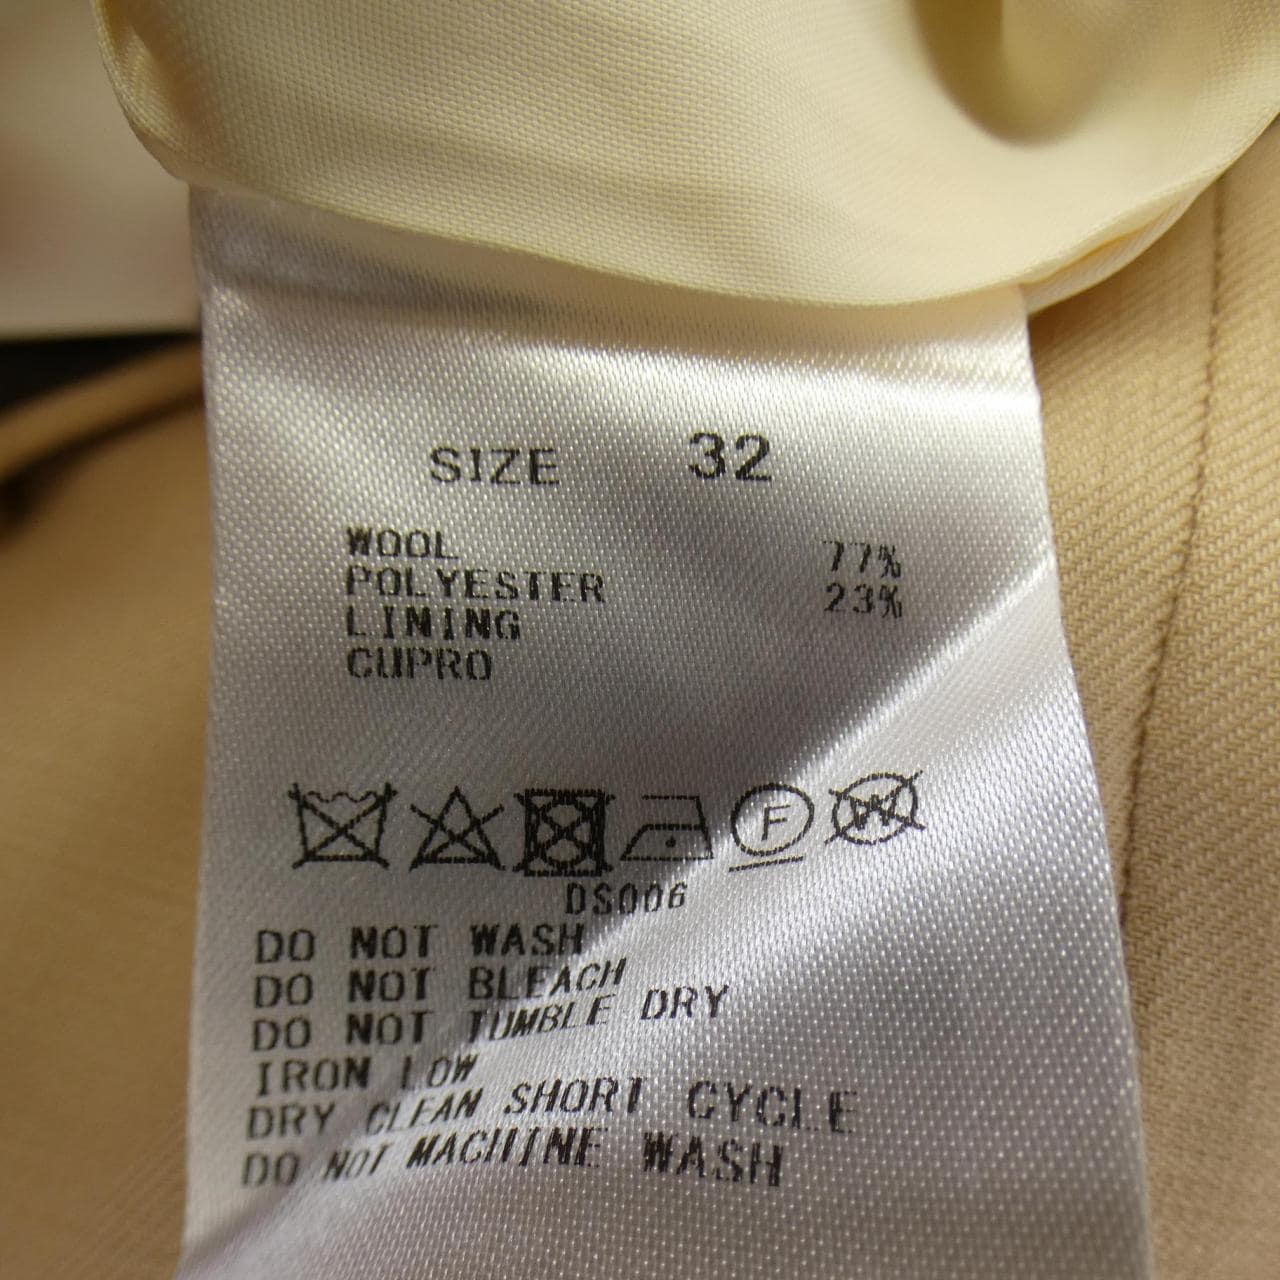 SIZE 32
WOOL 77%
POLYESTER 23%
LINING
CUPRO
F W
DS006
DO NOT WASH
DO NOT BLEACH
DO NOT TUMBLE DRY
IRON LOW
DRY CLEAN SHORT CYCLE
DO NOT MACHINE WASH